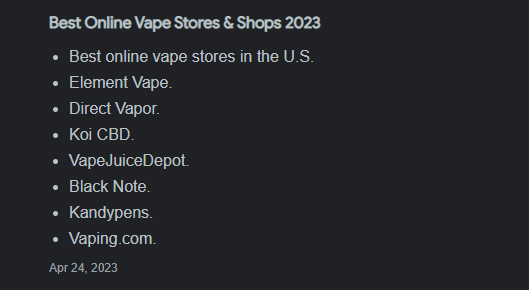 Best Online Vape Stores & Shops 2023
• Best online vape stores in the U.S.
• Element Vape.
• Direct Vapor.
• Koi CBD.
• VapeJuiceDepot.
• Black Note.
• Kandypens.
• Vaping.com.
Apr 24, 2023